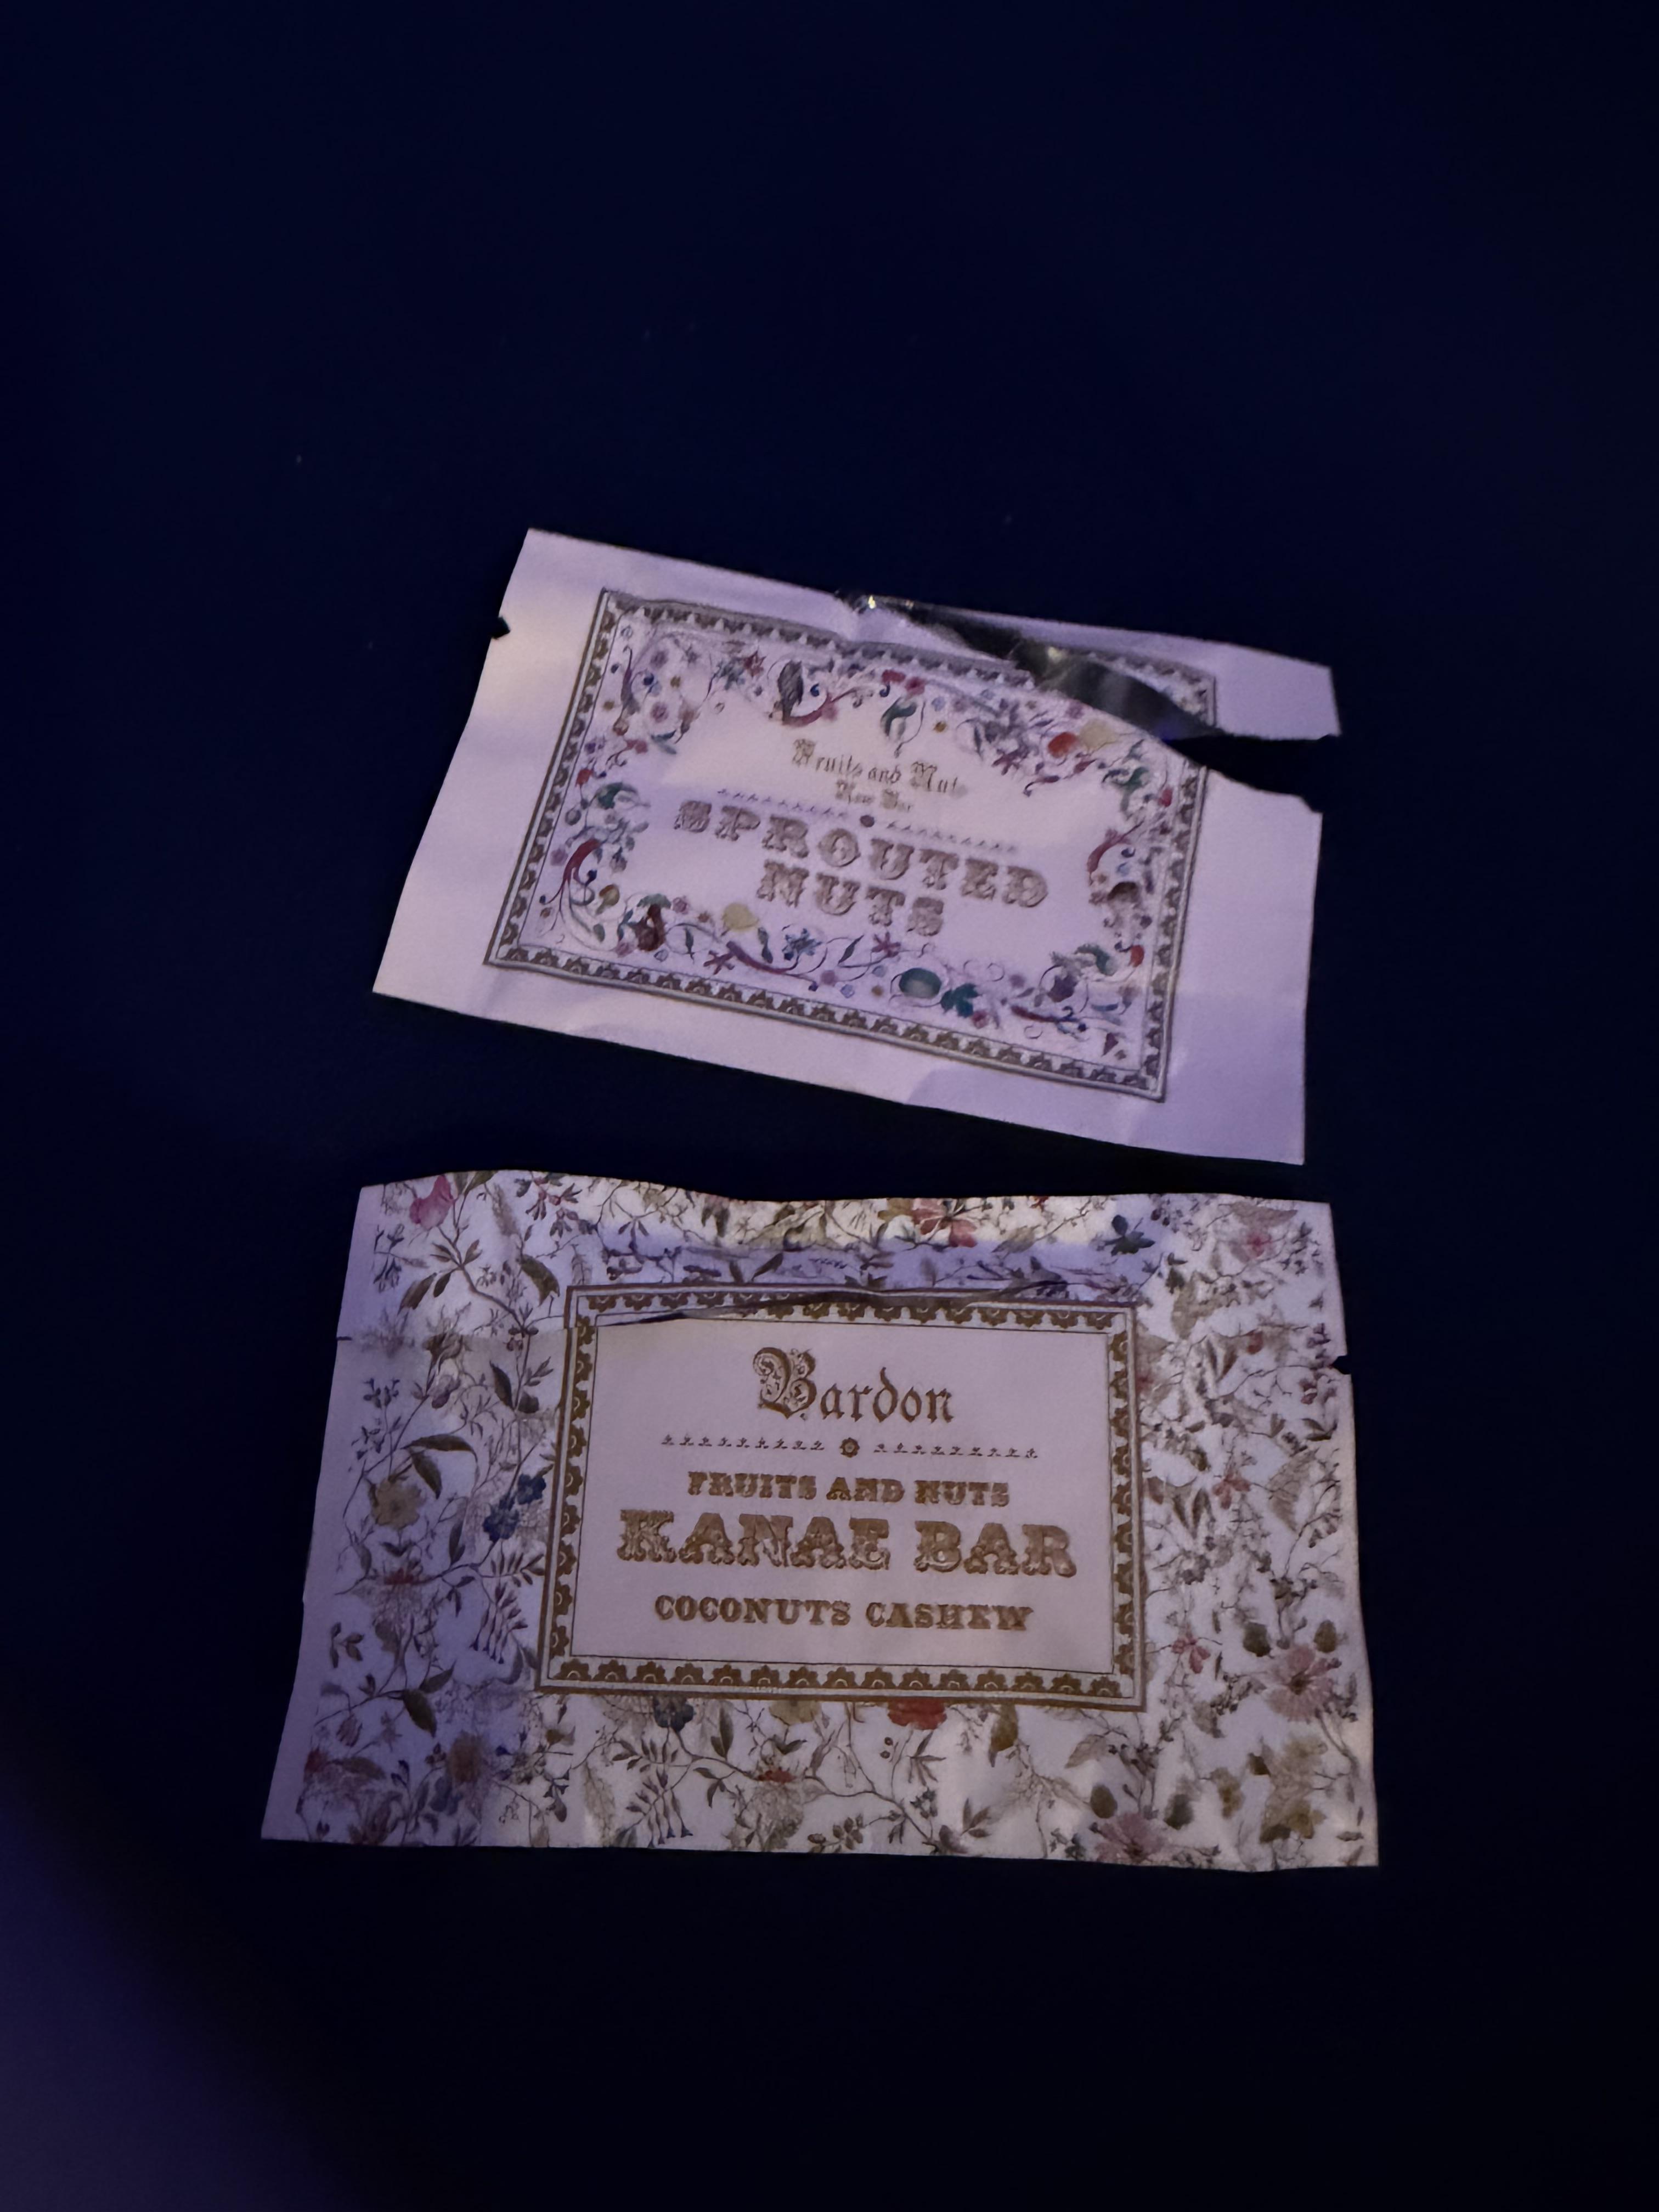 Fruits and Nuts
Raw Bar
SPROUTED
NUTS
Bardon
FRUITS AND NUTS
KANAE BAR
COCONUTS CASHEW